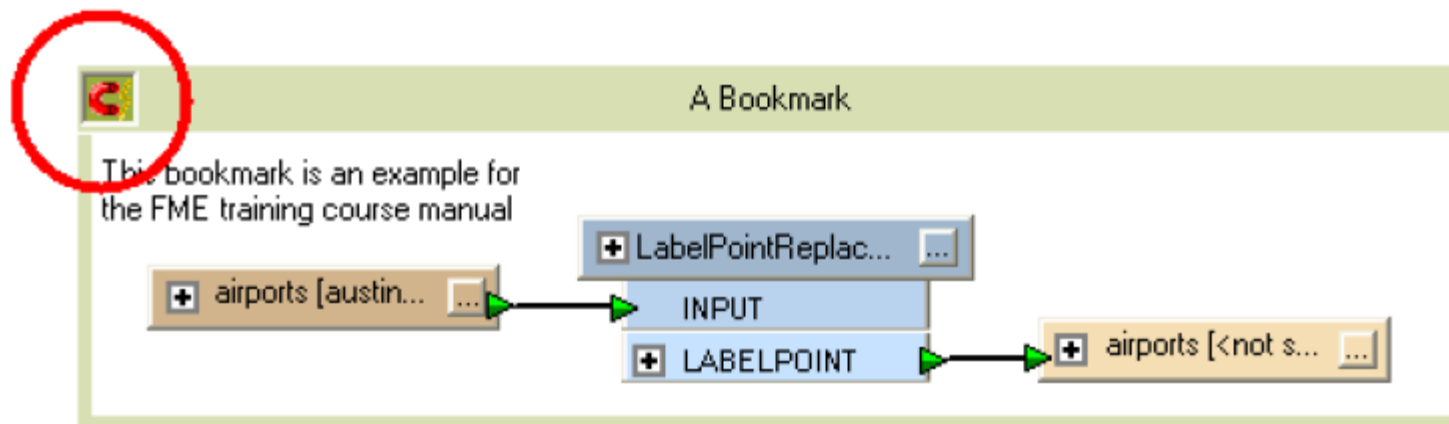 A Bookmark
This bookmark is an example for
the FME training course manual
LabelPointReplac... ...
airports [austin... ...
INPUT
airports [<not s... ...
LABELPOINT